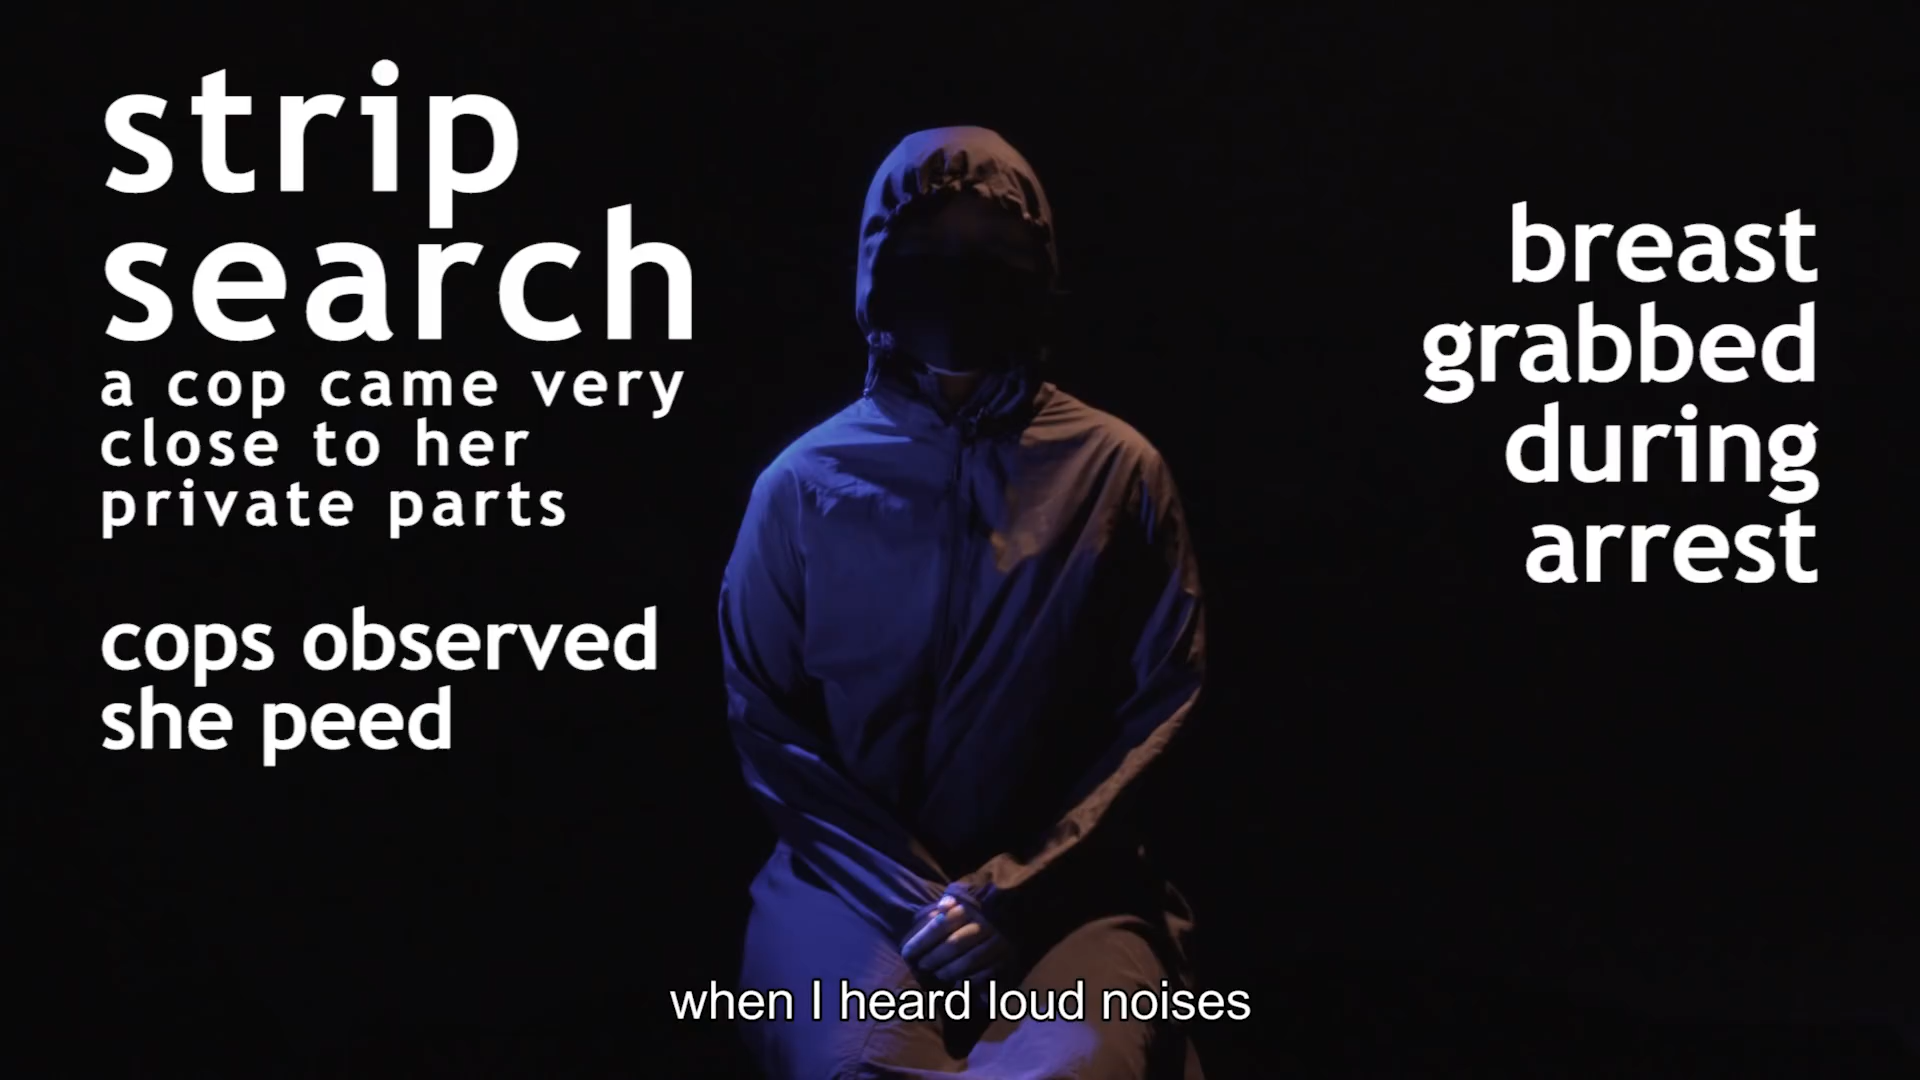 strip
search
a cop came very
close to her
private parts
cops observed
she peed
breast
grabbed
during
arrest
when I heard loud noises